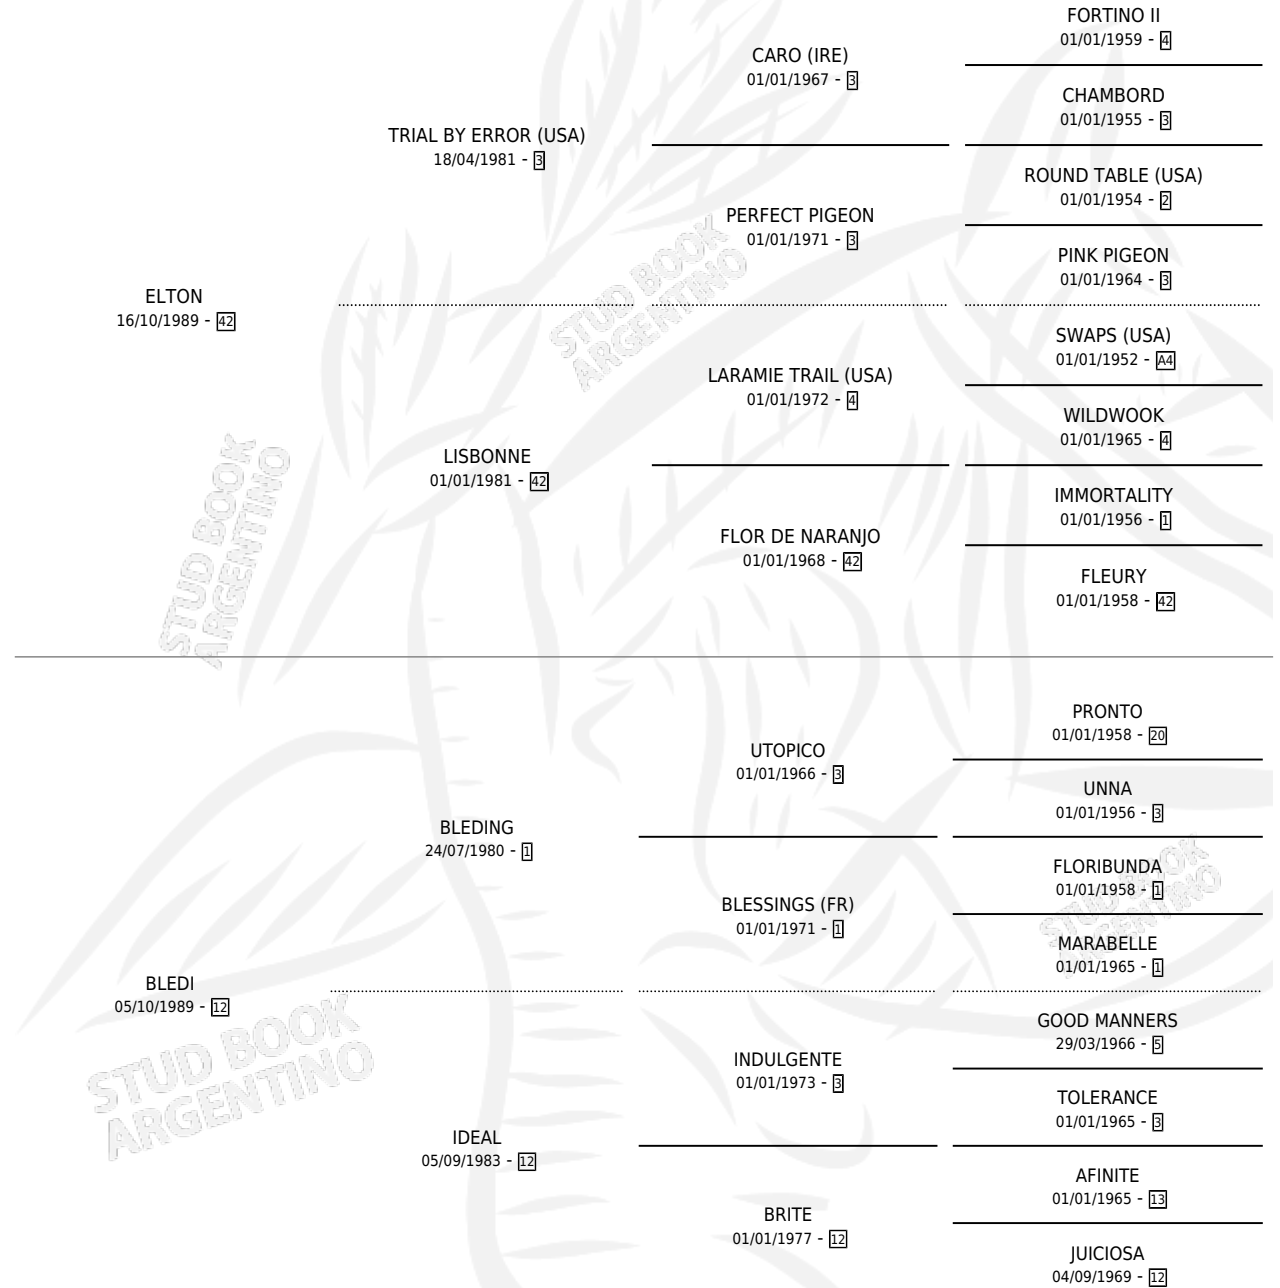 FORTINO II
01/01/1959 - 4
CARO (IRE)
01/01/1967 - 3
CHAMBORD
01/01/1955 - 3
TRIAL BY ERROR (USA)
18/04/1981 - 3
ROUND TABLE (USA)
01/01/1954 - 2
PERFECT PIGEON
01/01/1971 - 3
PINK PIGEON
01/01/1964 - 3
ELTON
16/10/1989 - 42
STUD BOOK
ARGENTINO
SWAPS (USA)
01/01/1952 - A4
LARAMIE TRAIL (USA)
01/01/1972 - 4
WILDWOOK
01/01/1965 - 4
LISBONNE
01/01/1981 - 42
IMMORTALITY
01/01/1956 - 1
FLOR DE NARANJO
01/01/1968 - 42
FLEURY
01/01/1958 - 42
STUD BOOK
ARGENTINO
PRONTO
01/01/1958 - 20
UTOPICO
01/01/1966 - 3
UNNA
01/01/1956 - 3
BLEDING
24/07/1980 - 1
FLORIBUNDA
01/01/1958 - 1
BLESSINGS (FR)
01/01/1971 - 1
STUD BOOK
ARGENTINO
MARABELLE
01/01/1965 - 1
BLEDI
05/10/1989 - 12
STUD BOOK
ARGENTINO
GOOD MANNERS
29/03/1966 - 5
INDULGENTE
01/01/1973 - 3
TOLERANCE
01/01/1965 - 3
IDEAL
05/09/1983 - 12
AFINITE
01/01/1965 - 13
BRITE
01/01/1977 - 12
JUICIOSA
04/09/1969 - 12